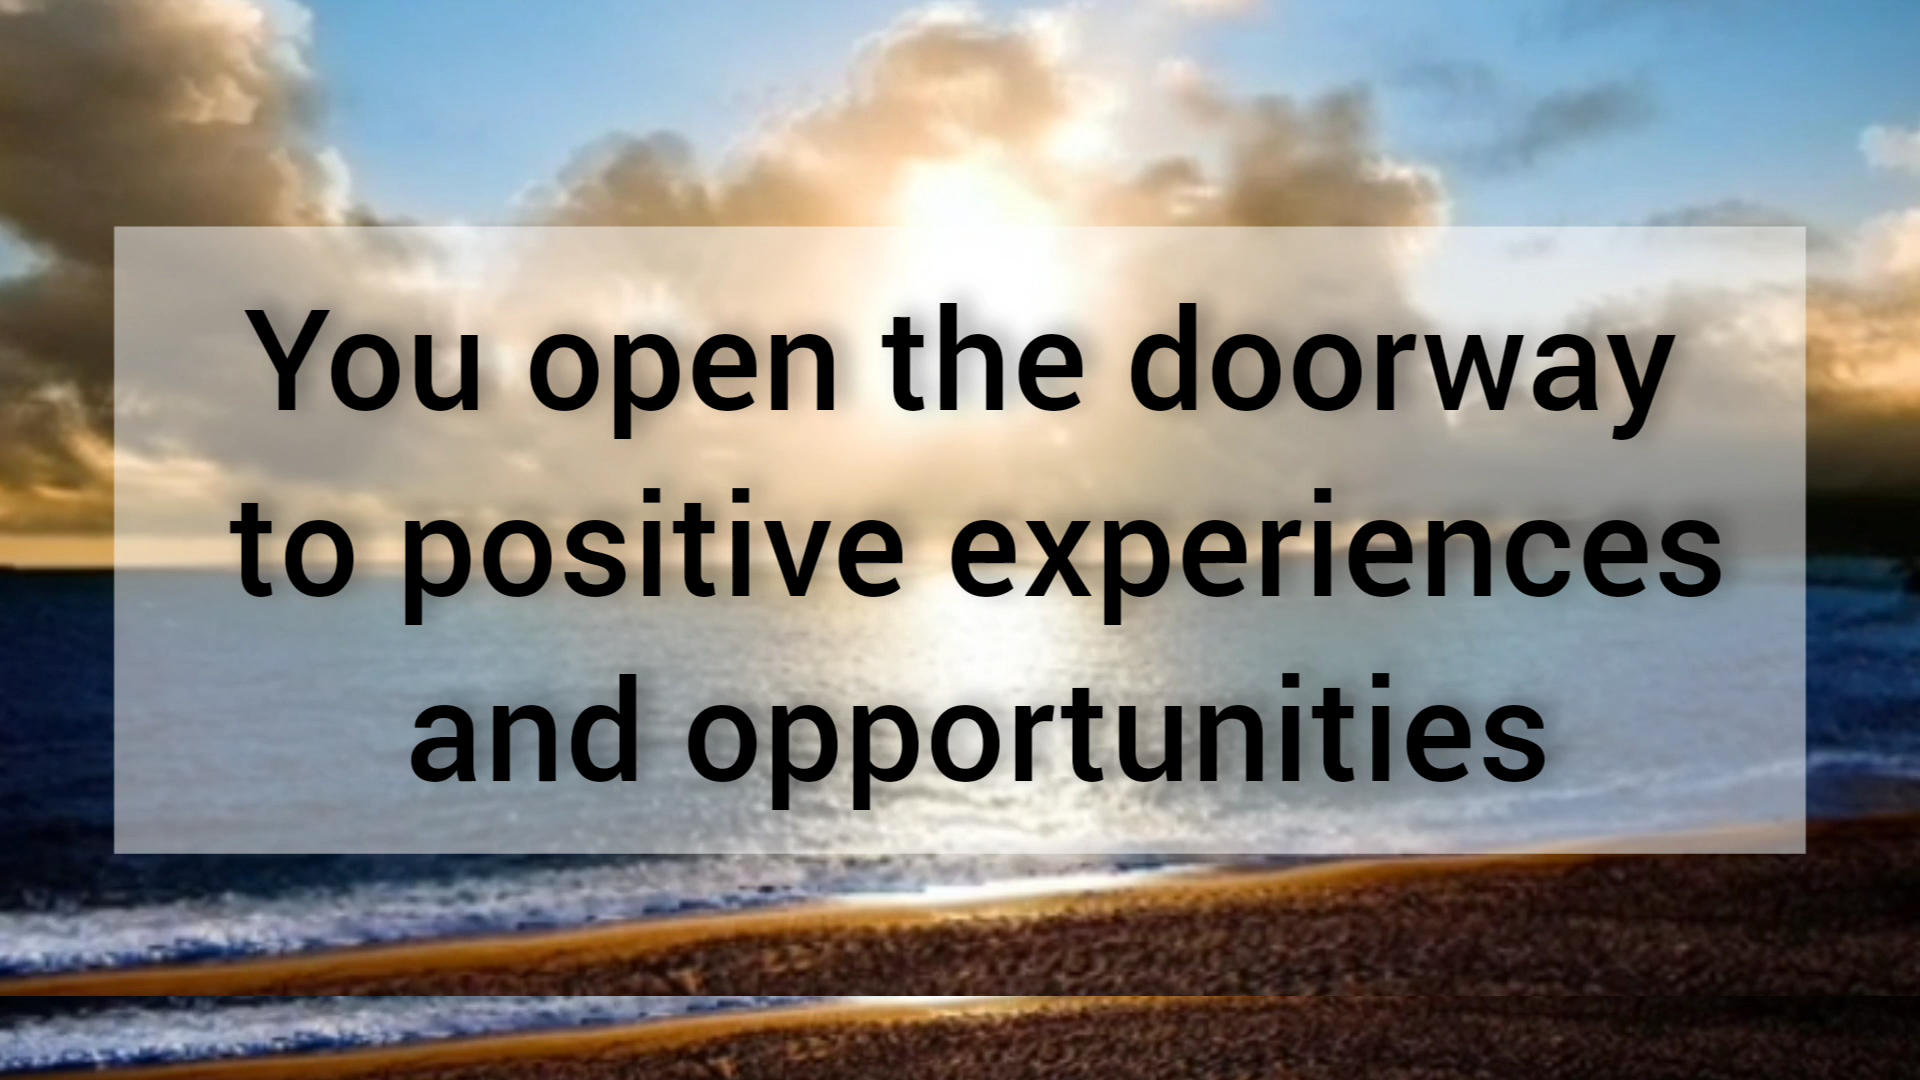 You open the doorway
to positive experiences
and opportunities